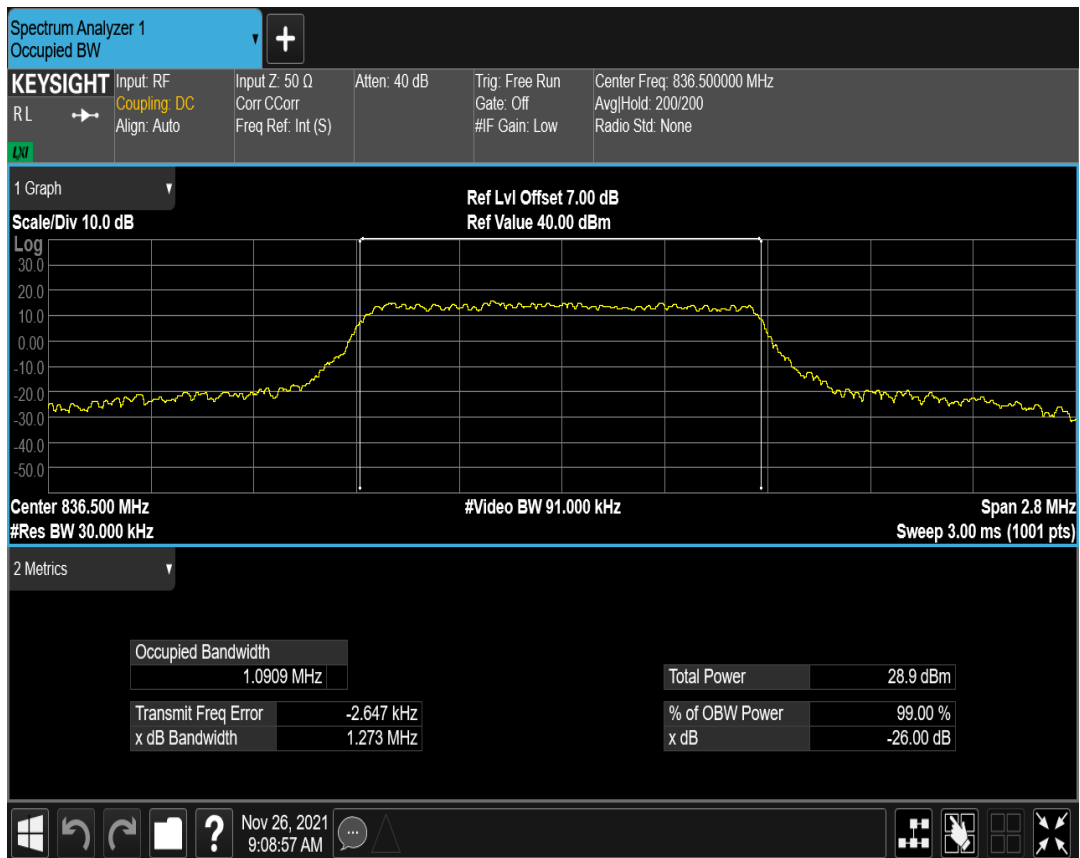 Spectrum Analyzer 1
Occupied BW
+
KEYSIGHT
RL
LXI
Input: RF
Coupling: DC
Align: Auto
Input Z: 50 Ω
Corr CCorr
Freq Ref: Int (S)
Atten: 40 dB
Trig: Free Run
Gate: Off
#IF Gain: Low
Center Freq: 836.500000 MHz
Avg|Hold: 200/200
Radio Std: None
1 Graph
Scale/Div 10.0 dB
Ref Lvl Offset 7.00 dB
Ref Value 40.00 dBm
Log
30.0
20.0
10.0
0.00
-10.0
-20.0
-30.0
-40.0
-50.0
Center 836.500 MHz
#Video BW 91.000 kHz
Span 2.8 MHz
#Res BW 30.000 kHz
Sweep 3.00 ms (1001 pts)
2 Metrics
Occupied Bandwidth
1.0909 MHz
Total Power 28.9 dBm
Transmit Freq Error -2.647 kHz
% of OBW Power 99.00 %
x dB Bandwidth 1.273 MHz
x dB -26.00 dB
?
Nov 26, 2021
9:08:57 AM